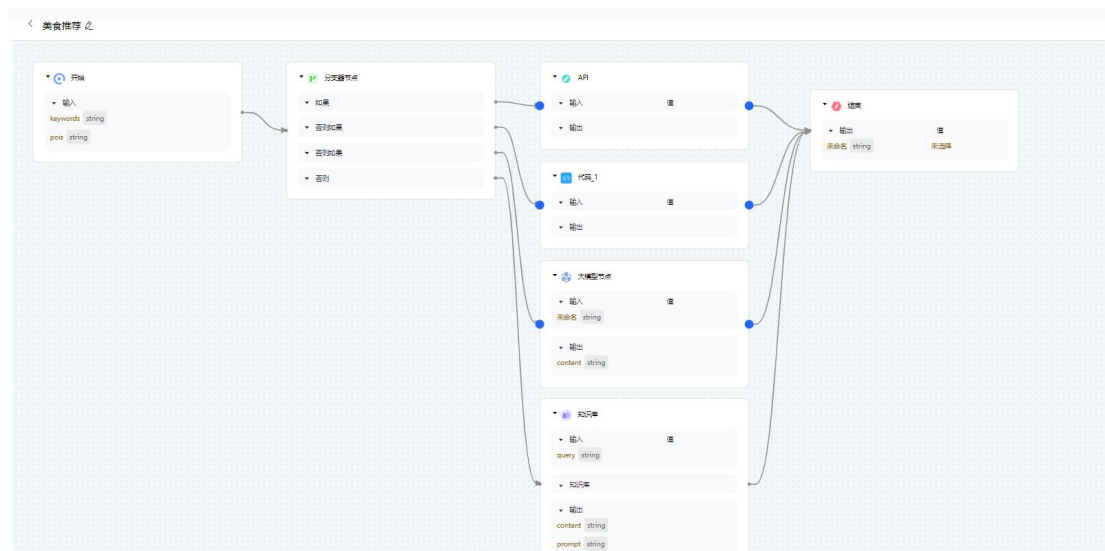 美食推荐
开始
输入
keywords string
pois string
分支器节点
如果
否则如果
否则如果
否则
API
输入 值
输出
代码_1
输入 值
输出
大模型节点
输入 值
未命名 string
输出
content string
知识库
输入 值
query string
知识库
输出
content string
prompt string
结束
输出 值
未命名 string 未选择